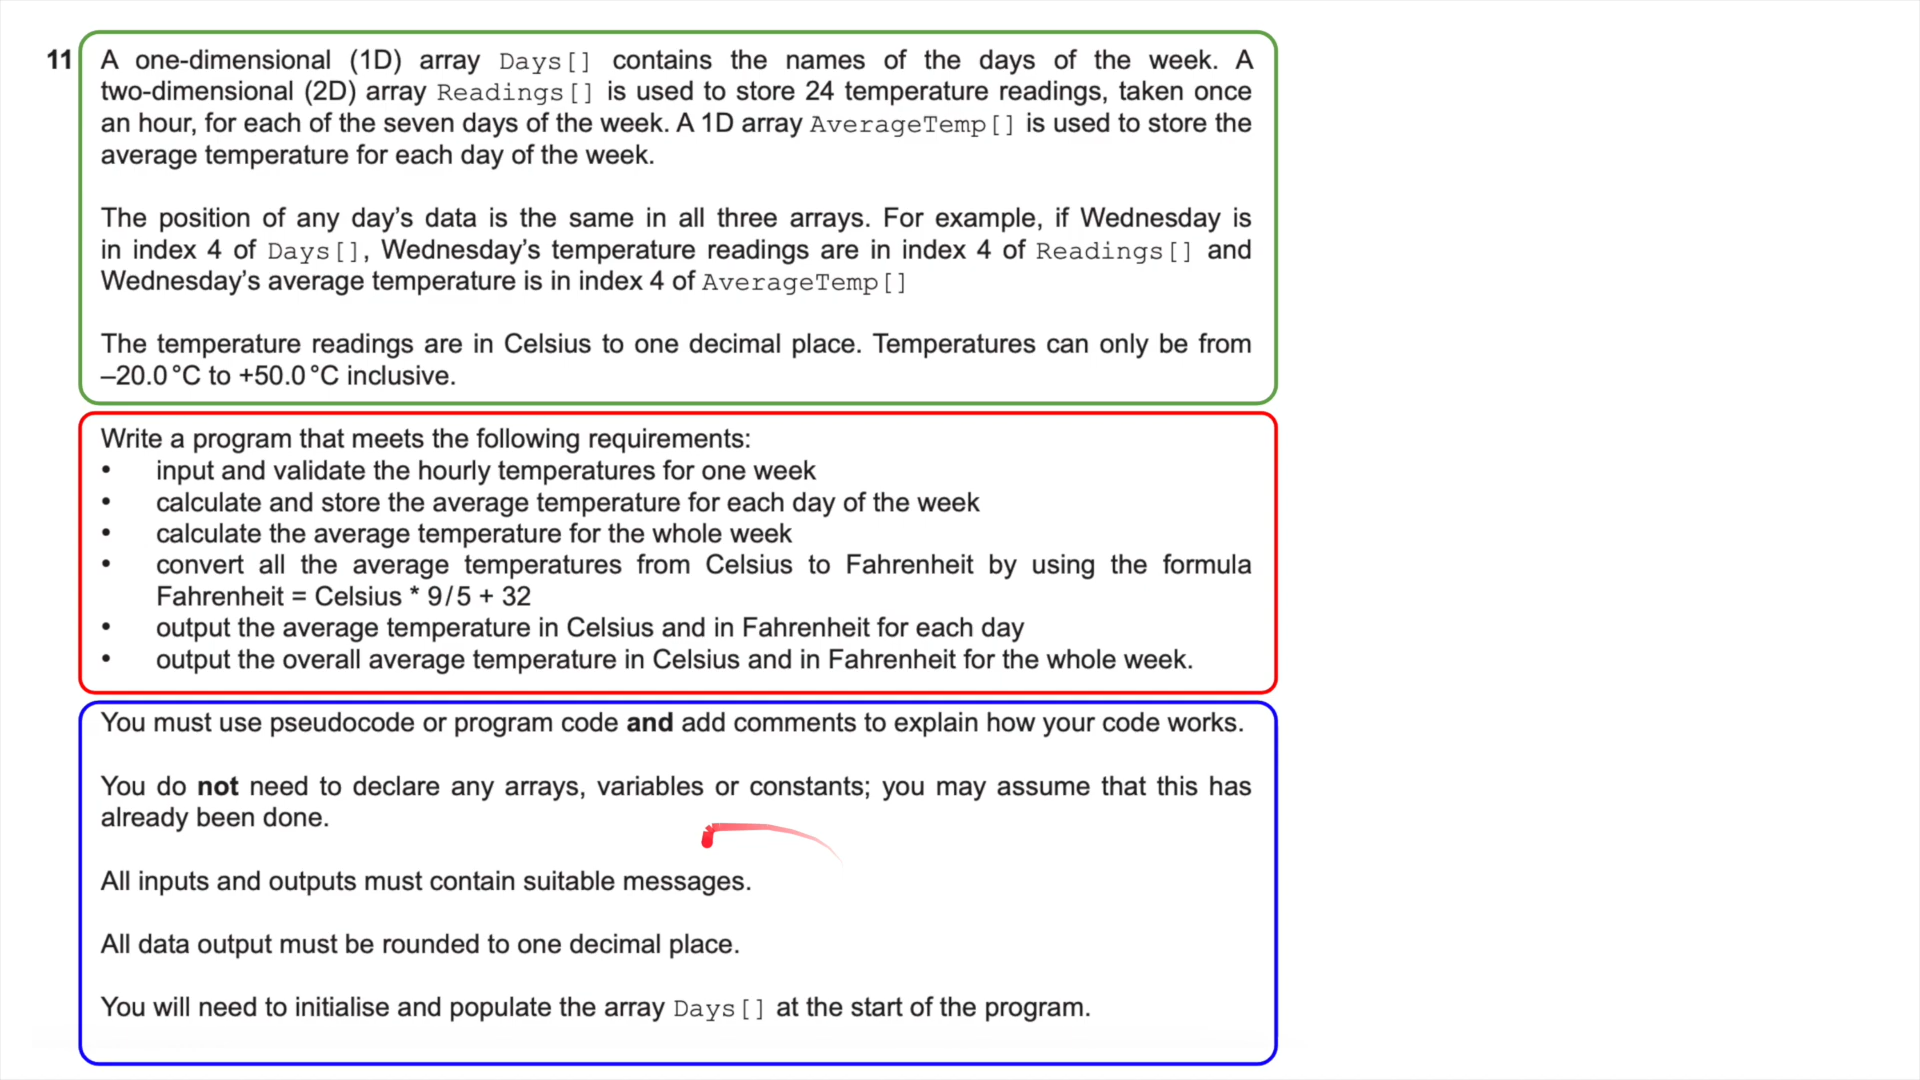 11 A one-dimensional (1D) array Days[] contains the names of the days of the week. A
two-dimensional (2D) array Readings[] is used to store 24 temperature readings, taken once
an hour, for each of the seven days of the week. A 1D array AverageTemp[] is used to store the
average temperature for each day of the week.
The position of any day’s data is the same in all three arrays. For example, if Wednesday is
in index 4 of Days[], Wednesday’s temperature readings are in index 4 of Readings[] and
Wednesday’s average temperature is in index 4 of AverageTemp[]
The temperature readings are in Celsius to one decimal place. Temperatures can only be from
–20.0 °C to +50.0 °C inclusive.
Write a program that meets the following requirements:
• input and validate the hourly temperatures for one week
• calculate and store the average temperature for each day of the week
• calculate the average temperature for the whole week
• convert all the average temperatures from Celsius to Fahrenheit by using the formula
Fahrenheit = Celsius * 9/5 + 32
• output the average temperature in Celsius and in Fahrenheit for each day
• output the overall average temperature in Celsius and in Fahrenheit for the whole week.
You must use pseudocode or program code and add comments to explain how your code works.
You do not need to declare any arrays, variables or constants; you may assume that this has
already been done.
All inputs and outputs must contain suitable messages.
All data output must be rounded to one decimal place.
You will need to initialise and populate the array Days[] at the start of the program.